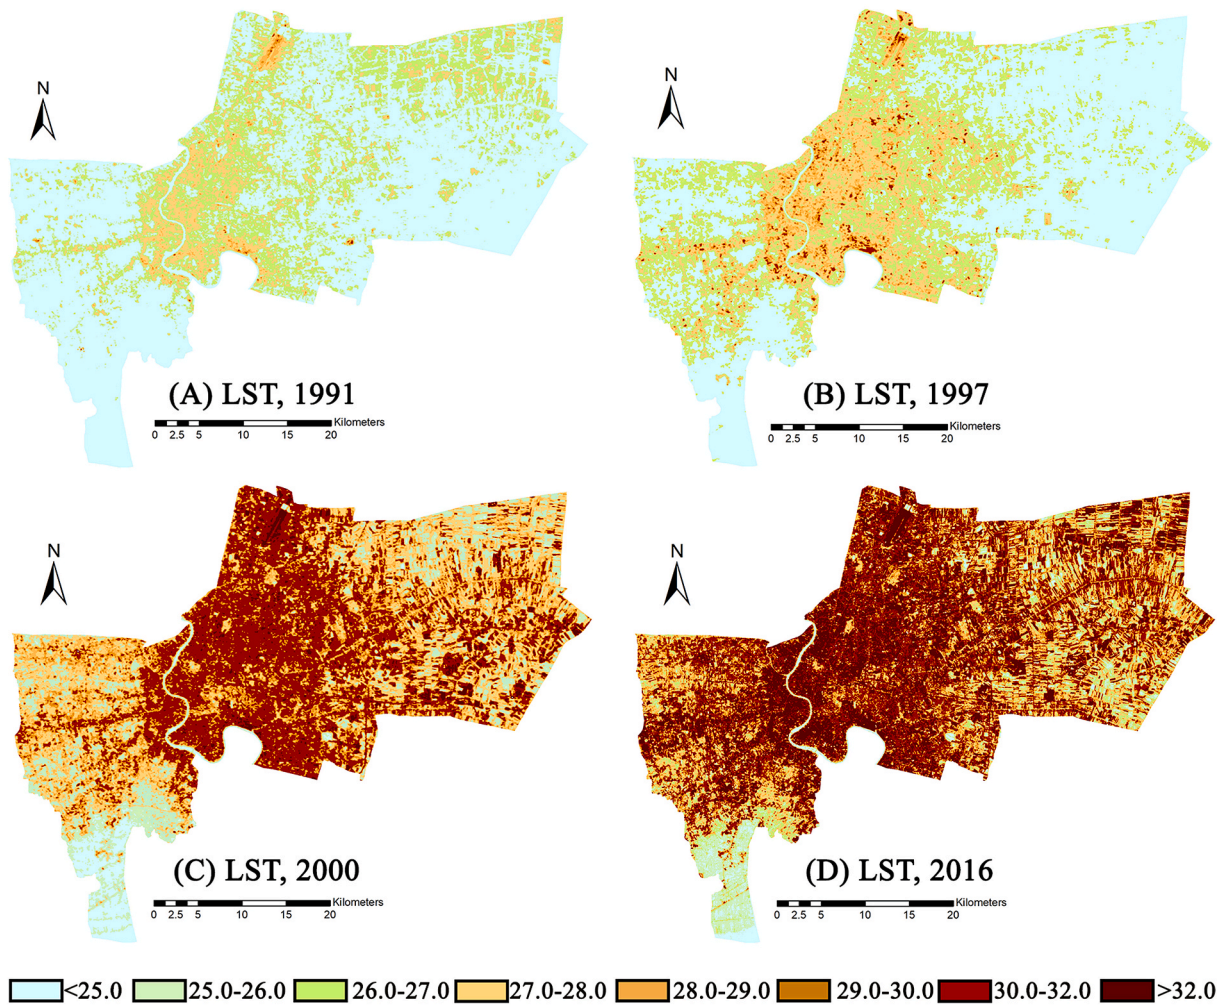 N
N
(A) LST, 1991
Kilometers
0 2.5 5 10 15 20
(B) LST, 1997
Kilometers
0 2.5 5 10 15 20
N
N
(C) LST, 2000
Kilometers
0 2.5 5 10 15 20
(D) LST, 2016
Kilometers
0 2.5 5 10 15 20
<25.0 25.0-26.0 26.0-27.0 27.0-28.0 28.0-29.0 29.0-30.0 30.0-32.0 >32.0